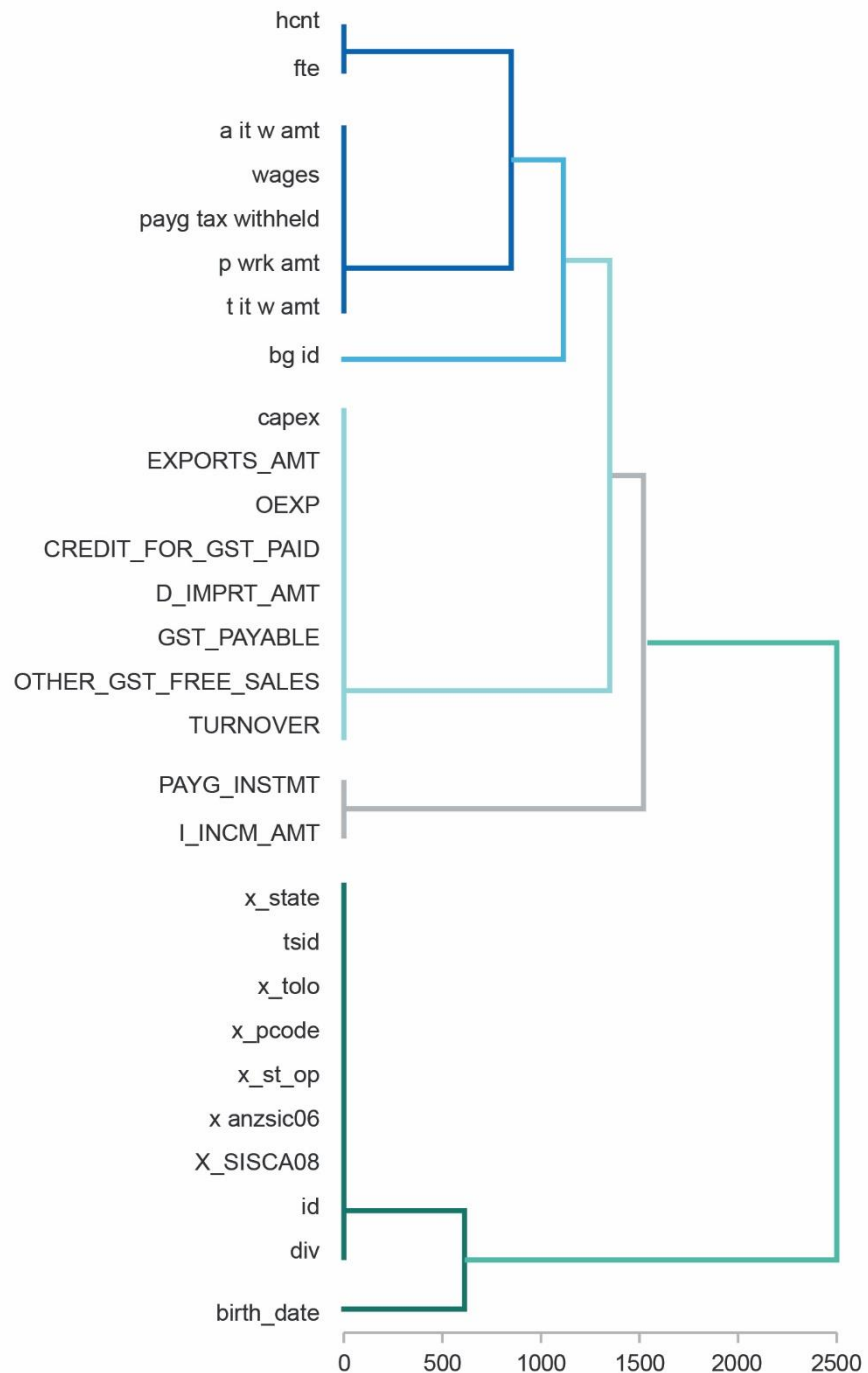 hcnt
fte
a it w amt
wages
payg tax withheld
p wrk amt
t it w amt
bg id
capex
EXPORTS_AMT
OEXP
CREDIT_FOR_GST_PAID
D_IMPRT_AMT
GST_PAYABLE
OTHER_GST_FREE_SALES
TURNOVER
PAYG_INSTMT
I_INCM_AMT
x_state
tsid
x_tolo
x_pcode
x_st_op
x anzsic06
X_SISCA08
id
div
birth_date
0 500 1000 1500 2000 2500